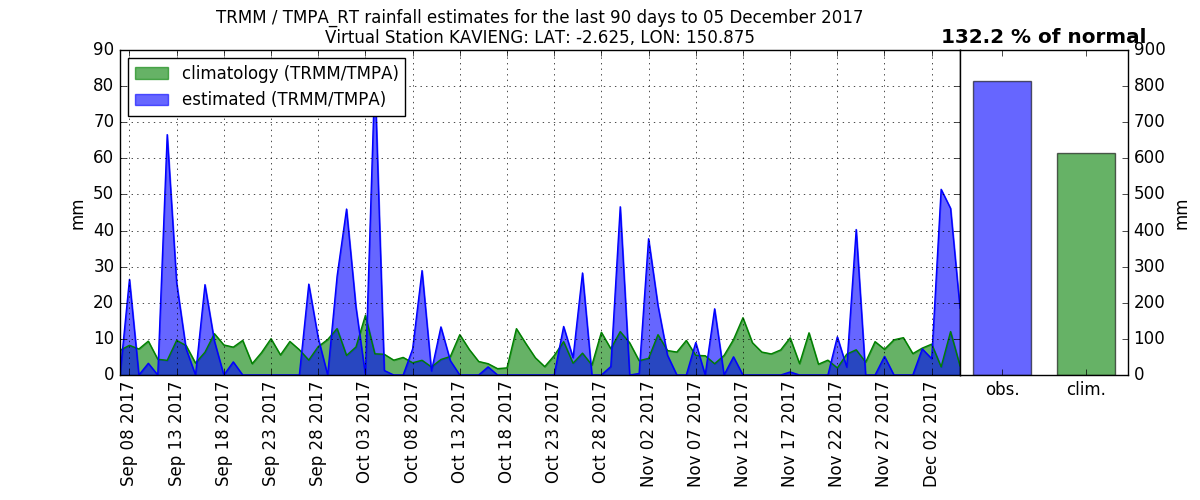 TRMM / TMPA_RT rainfall estimates for the last 90 days to 05 December 2017
Virtual Station KAVIENG: LAT: -2.625, LON: 150.875
132.2 % of normal
climatology (TRMM/TMPA)
estimated (TRMM/TMPA)
90
80
70
60
50
40
30
20
10
0
mm
900
800
700
600
500
400
300
200
100
0
mm
Sep 08 2017
Sep 13 2017
Sep 18 2017
Sep 23 2017
Sep 28 2017
Oct 03 2017
Oct 08 2017
Oct 13 2017
Oct 18 2017
Oct 23 2017
Oct 28 2017
Nov 02 2017
Nov 07 2017
Nov 12 2017
Nov 17 2017
Nov 22 2017
Nov 27 2017
Dec 02 2017
obs.
clim.